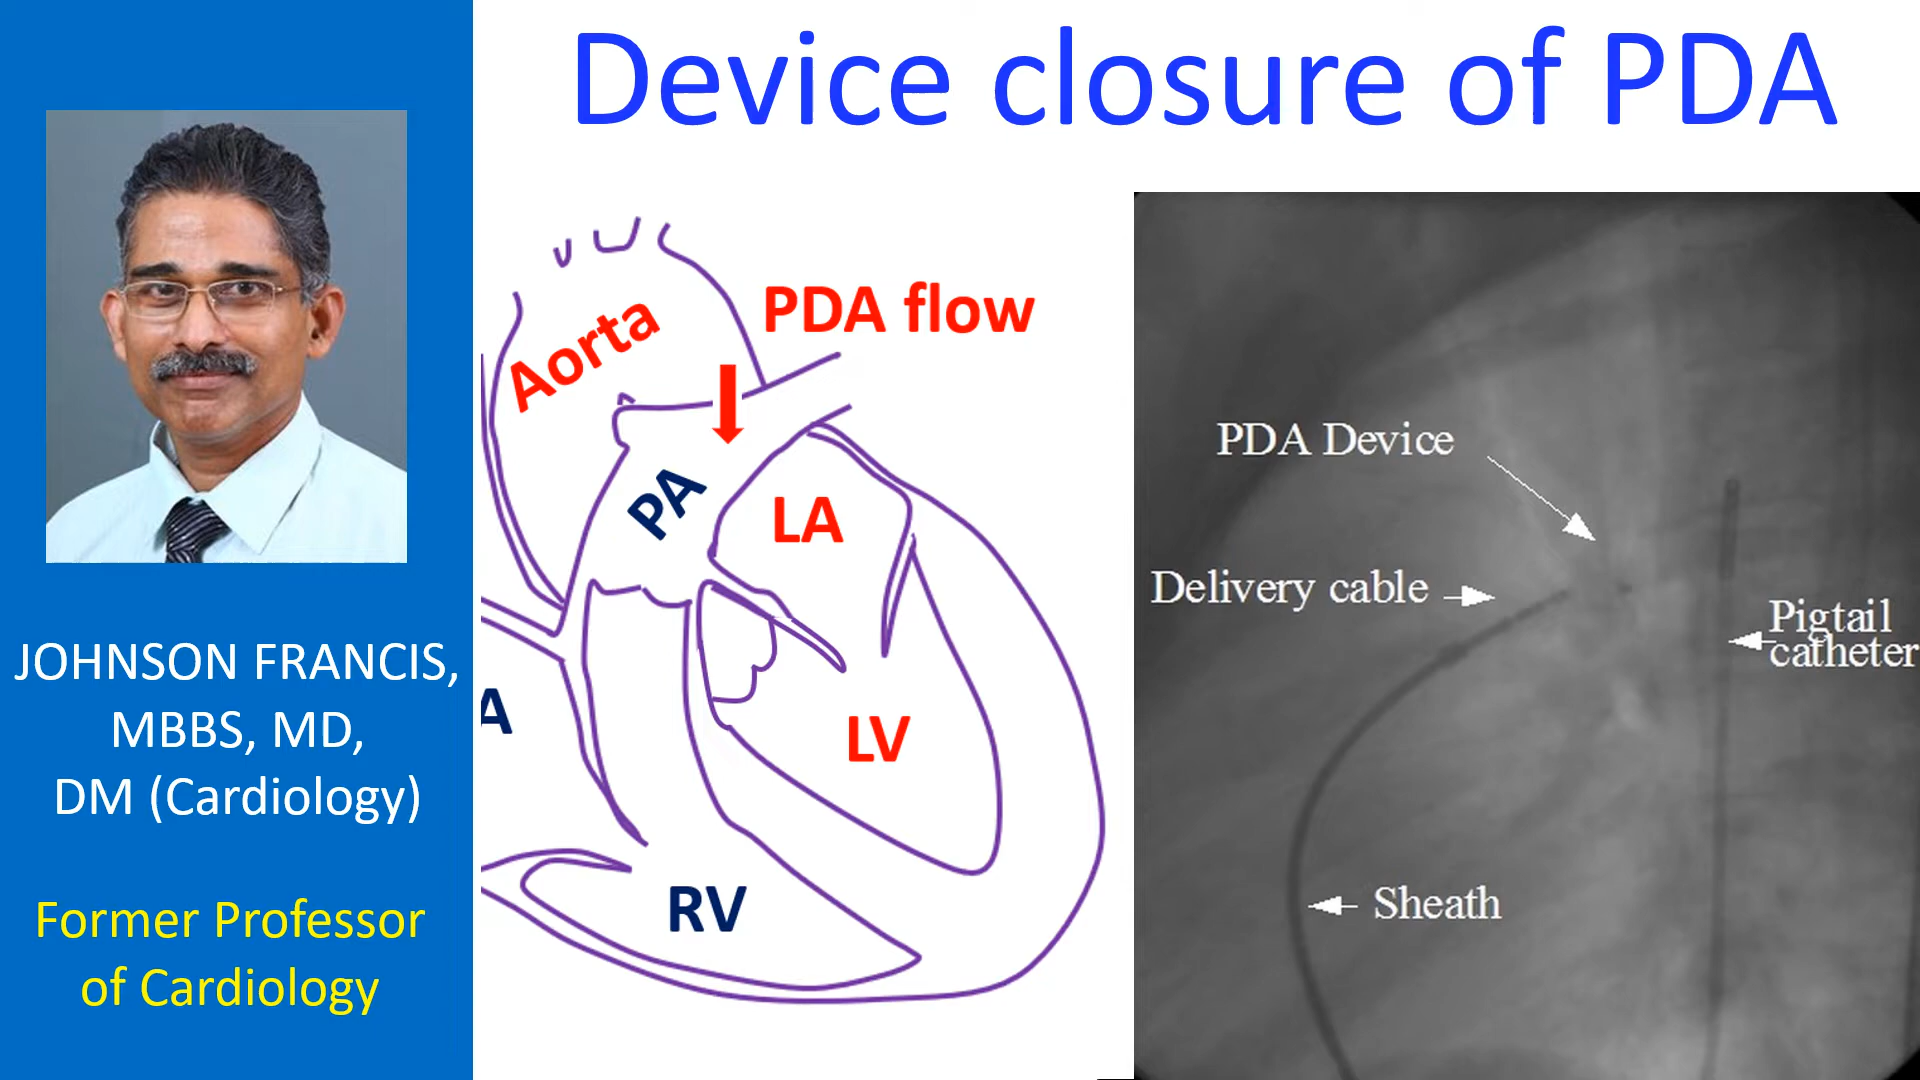 Device closure of PDA
JOHNSON FRANCIS,
MBBS, MD,
DM (Cardiology)
Former Professor
of Cardiology
Aorta
PDA flow
PA
LA
A
LV
RV
PDA Device
Delivery cable
Pigtail
catheter
Sheath